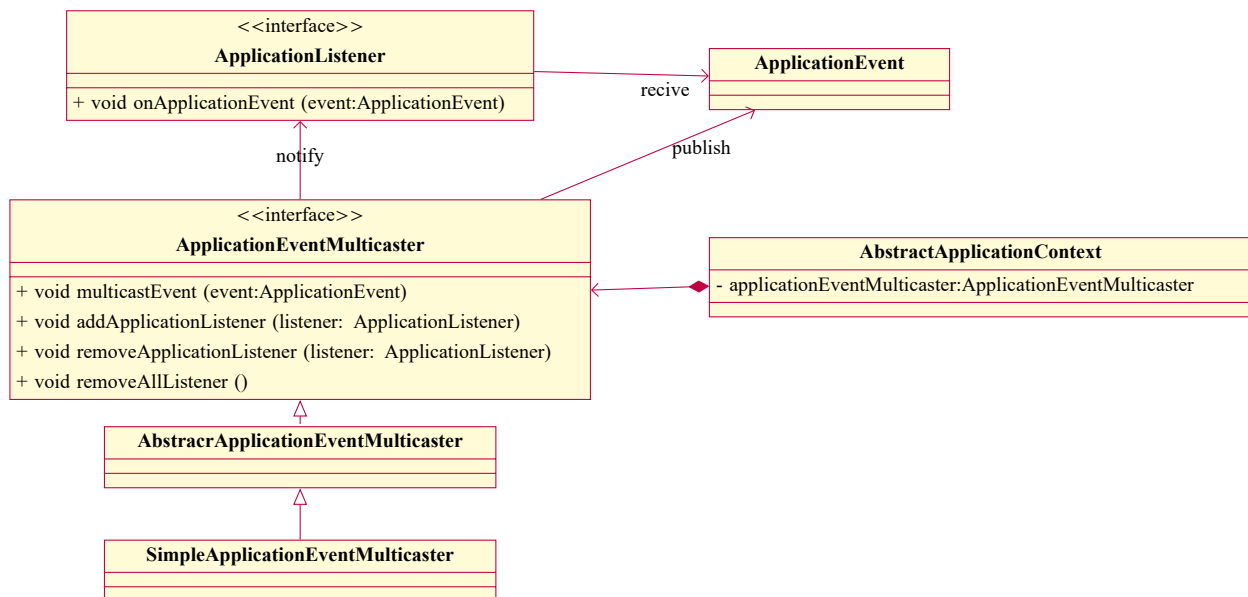 <<interface>>
ApplicationListener
+ void onApplicationEvent (event:ApplicationEvent)
ApplicationEvent
recive
notify
publish
<<interface>>
ApplicationEventMulticaster
+ void multicastEvent (event:ApplicationEvent)
+ void addApplicationListener (listener: ApplicationListener)
+ void removeApplicationListener (listener: ApplicationListener)
+ void removeAllListener ()
AbstractApplicationContext
- applicationEventMulticaster:ApplicationEventMulticaster
AbstracrApplicationEventMulticaster
SimpleApplicationEventMulticaster